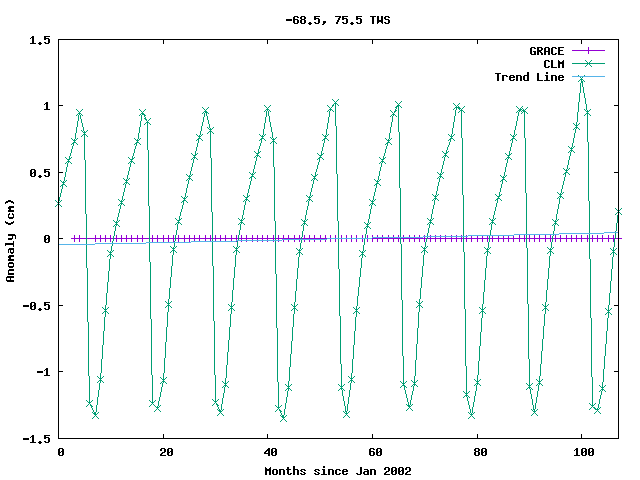 -68.5, 75.5 TWS
GRACE
CLM
Trend Line
1.5
1
0.5
0
-0.5
-1
-1.5
Anomaly (cm)
0 20 40 60 80 100
Months since Jan 2002